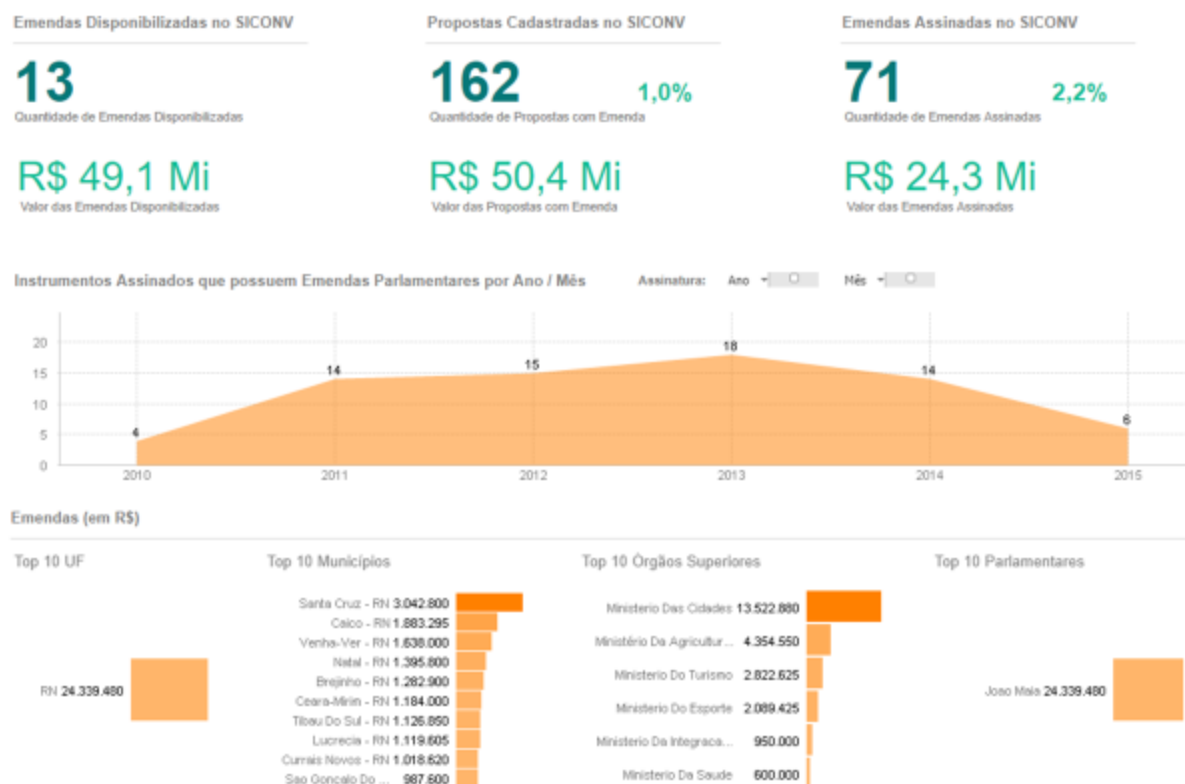 Emendas Disponibilizadas no SICONV
13
Quantidade de Emendas Disponibilizadas
R$ 49,1 Mi
Valor das Emendas Disponibilizadas
Propostas Cadastradas no SICONV
162 1,0%
Quantidade de Propostas com Emenda
R$ 50,4 Mi
Valor das Propostas com Emenda
Emendas Assinadas no SICONV
71 2,2%
Quantidade de Emendas Assinadas
R$ 24,3 Mi
Valor das Emendas Assinadas
Instrumentos Assinados que possuem Emendas Parlamentares por Ano / Mês
Assinatura: Ano Mês
20
15
10
5
0
4
14
15
18
14
6
2010 2011 2012 2013 2014 2015
Emendas (em R$)
Top 10 UF
RN 24.339.480
Top 10 Municípios
Santa Cruz - RN 3.042.800
Caico - RN 1.883.295
Venha-Ver - RN 1.638.000
Natal - RN 1.395.800
Brejinho - RN 1.282.900
Ceara-Mirim - RN 1.184.000
Tibau Do Sul - RN 1.126.850
Lucrecia - RN 1.119.605
Currais Novos - RN 1.018.620
Sao Goncalo Do ... 987.600
Top 10 Órgãos Superiores
Ministerio Das Cidades 13.522.880
Ministério Da Agricultur... 4.354.550
Ministerio Do Turismo 2.822.625
Ministerio Do Esporte 2.089.425
Ministerio Da Integraca... 950.000
Ministerio Da Saude 600.000
Top 10 Parlamentares
Joao Maia 24.339.480